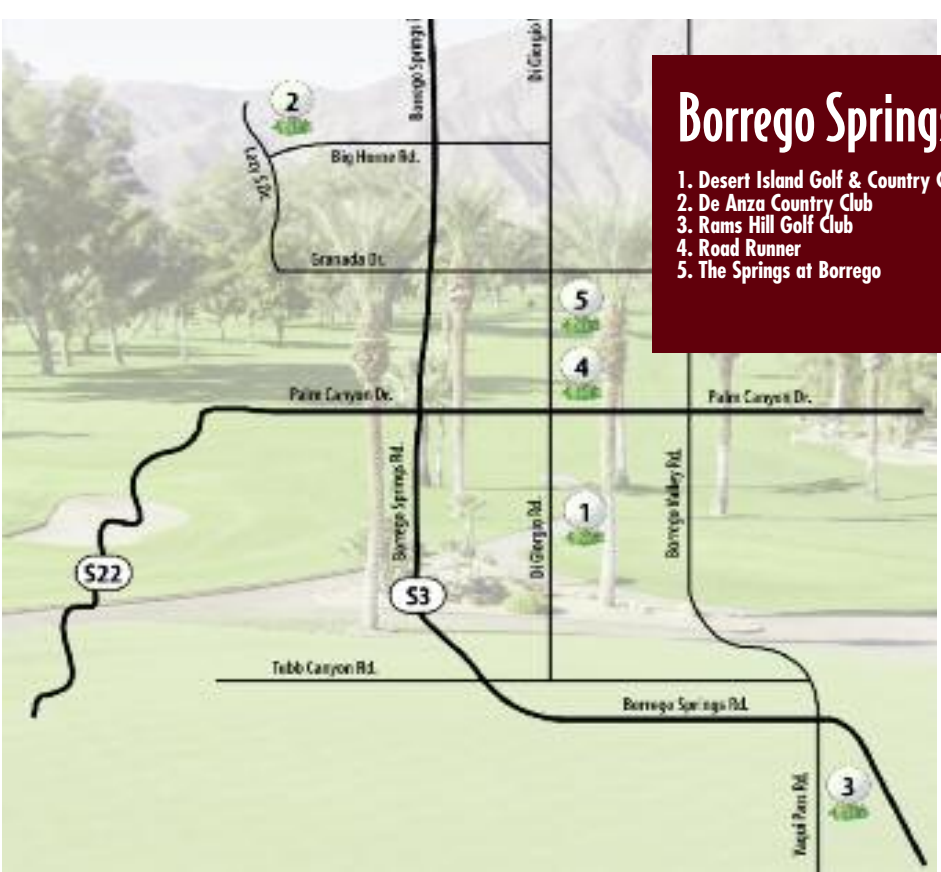 Borrego Springs
Di Giorgio
2
Big Horne Rd.
Lazy S Dr.
Granada Dr.
Borrego Springs
1. Desert Island Golf & Country C
2. De Anza Country Club
3. Rams Hill Golf Club
4. Road Runner
5. The Springs at Borrego
5
4
Palm Canyon Dr.
Palm Canyon Dr.
Borrego Springs Rd.
Di Giorgio Rd.
Borrego Valley Rd.
1
S22
S3
Tubb Canyon Rd.
Borrego Springs Rd.
Yaqui Pass Rd.
3